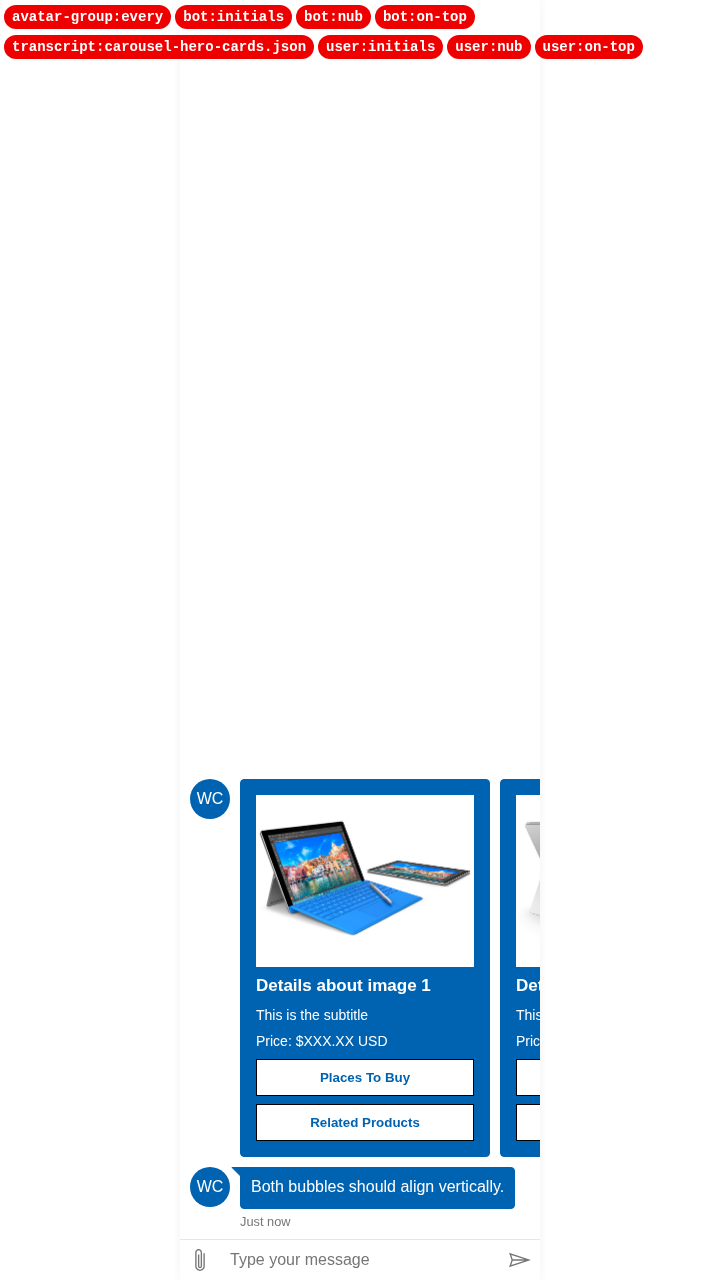 avatar-group:every bot:initials bot:nub bot:on-top
transcript:carousel-hero-cards.json user:initials user:nub user:on-top
WC
Details about image 1
This is the subtitle
Price: $XXX.XX USD
Places To Buy
Related Products
Det
This
Pric
WC
Both bubbles should align vertically.
Just now
Type your message